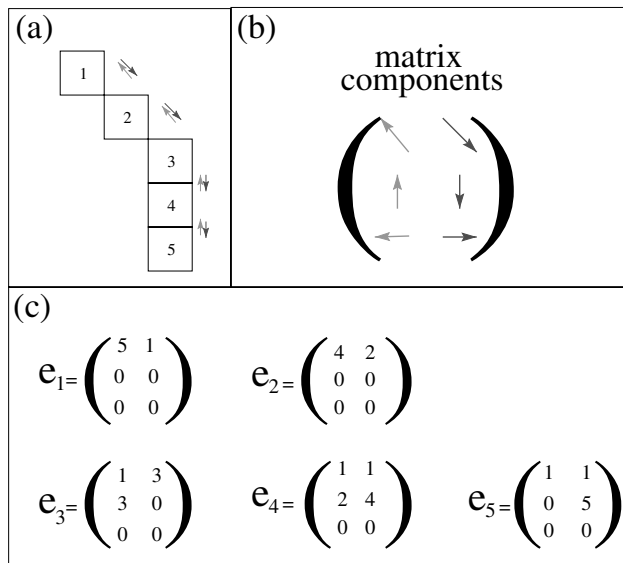 (a)
1
2
3
4
5
(b)
matrix
components
(c)
e1= ( 5 1
0 0
0 0 )
e2= ( 4 2
0 0
0 0 )
e3= ( 1 3
3 0
0 0 )
e4= ( 1 1
2 4
0 0 )
e5= ( 1 1
0 5
0 0 )